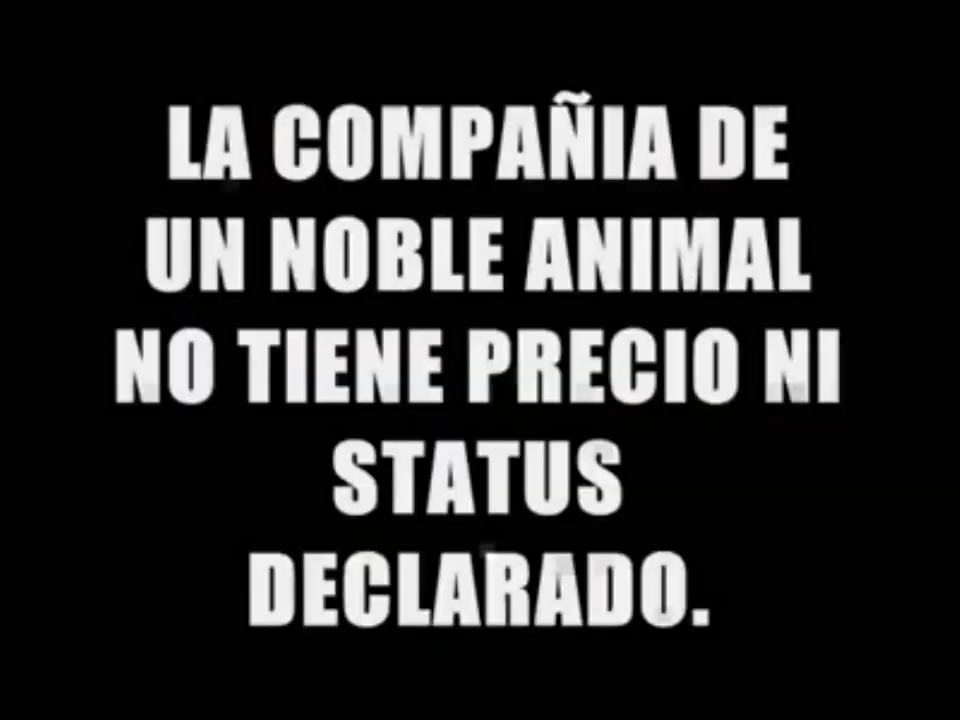 LA COMPAÑIA DE
UN NOBLE ANIMAL
NO TIENE PRECIO NI
STATUS
DECLARADO.